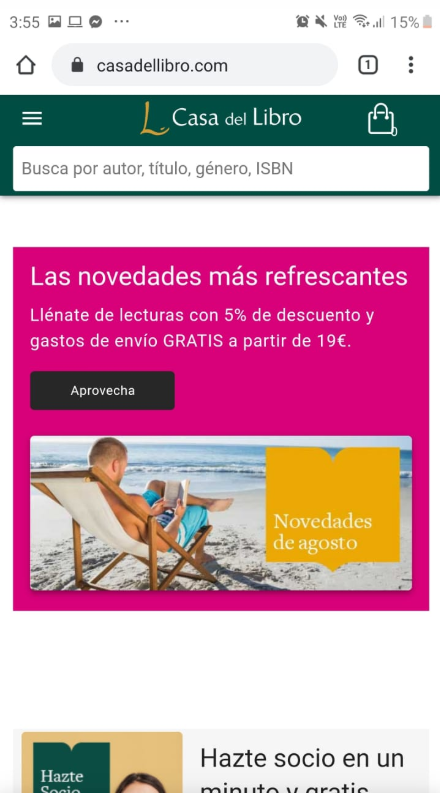 3:55
Vo))
LTE
15%
casadellibro.com
1
Casa del Libro
0
Busca por autor, título, género, ISBN
Las novedades más refrescantes
Llénate de lecturas con 5% de descuento y
gastos de envío GRATIS a partir de 19€.
Aprovecha
Novedades
de agosto
Hazte
Socio
Hazte socio en un
minuto y gratis